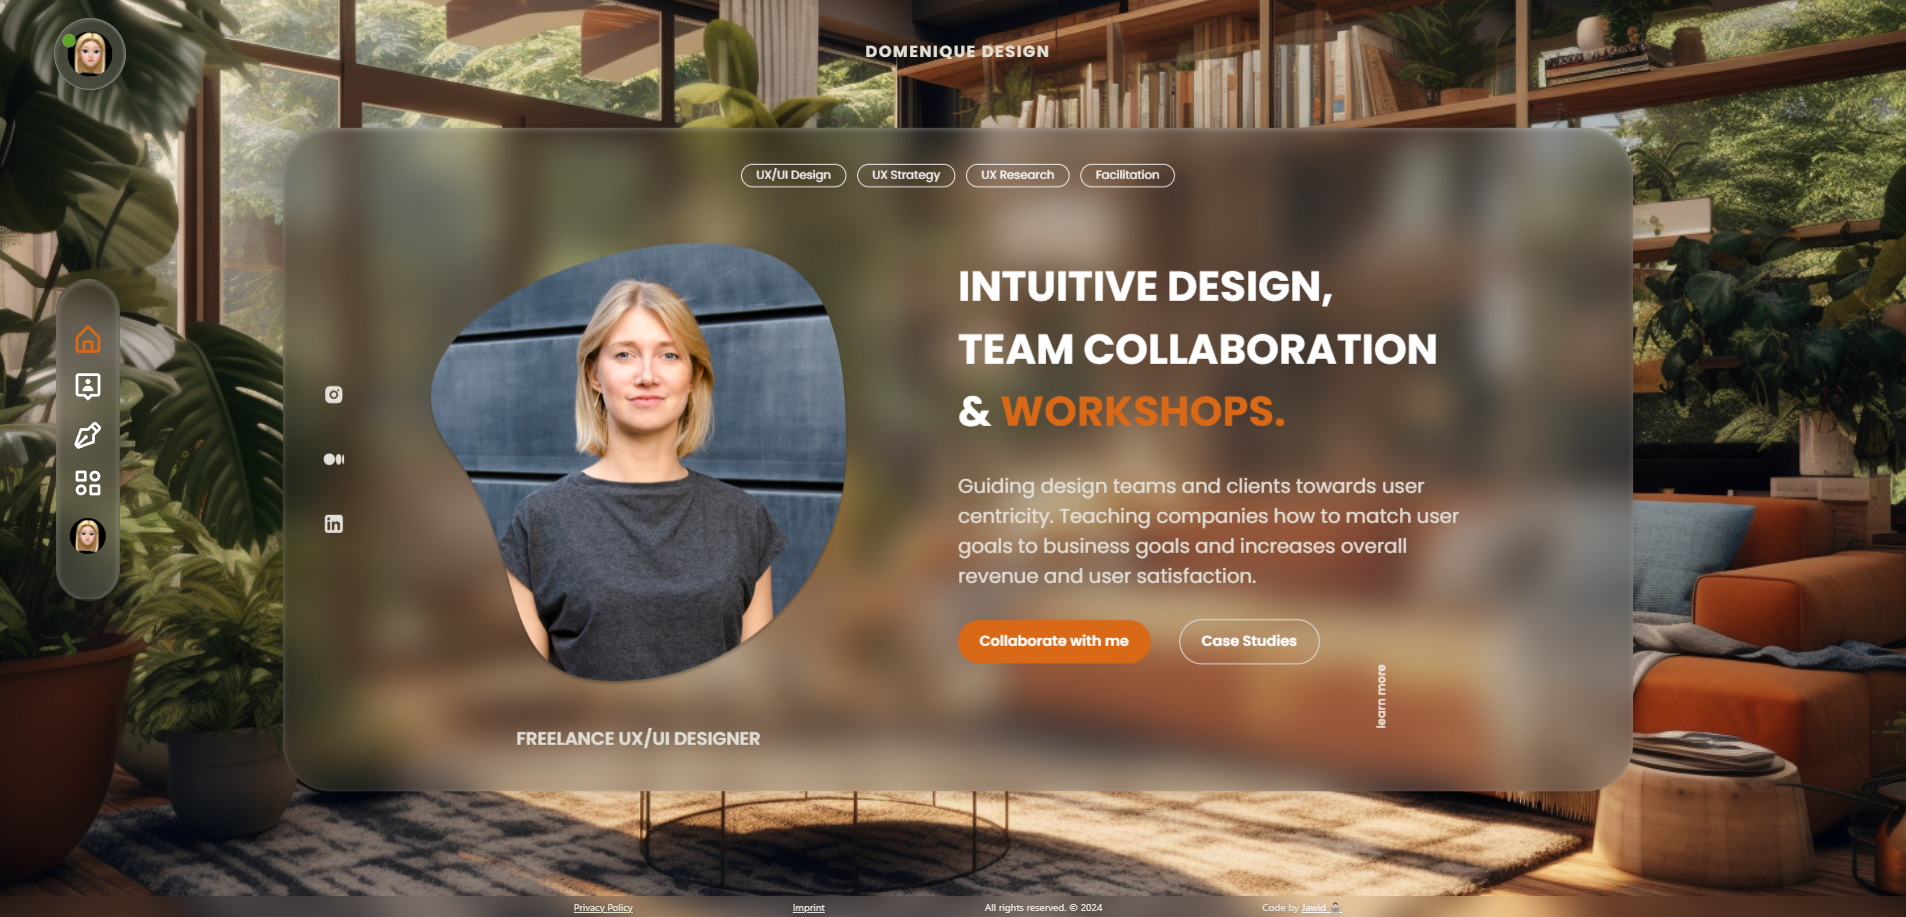 DOMENIQUE DESIGN
UX/UI Design
UX Strategy
UX Research
Facilitation
INTUITIVE DESIGN,
TEAM COLLABORATION
& WORKSHOPS.
Guiding design teams and clients towards user
centricity. Teaching companies how to match user
goals to business goals and increases overall
revenue and user satisfaction.
Collaborate with me
Case Studies
learn more
FREELANCE UX/UI DESIGNER
Privacy Policy
Imprint
All rights reserved. © 2024
Code by Jawid